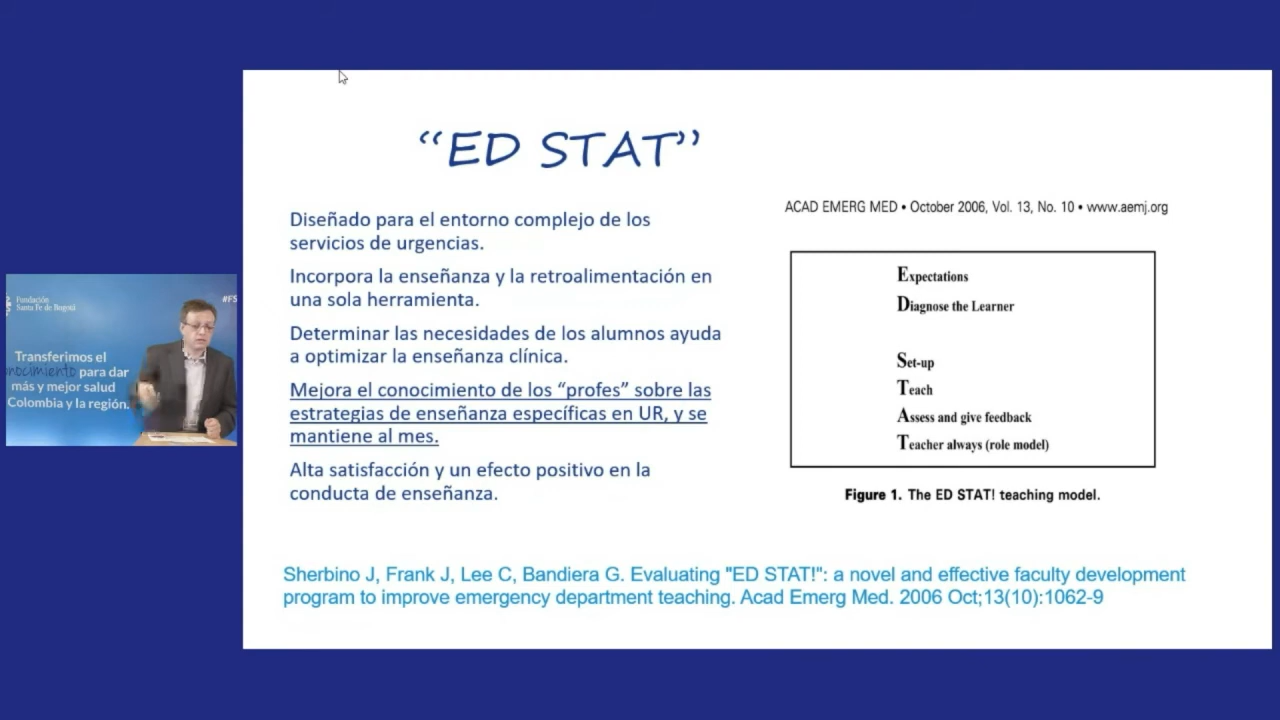 “ED STAT”
Diseñado para el entorno complejo de los
servicios de urgencias.
Incorpora la enseñanza y la retroalimentación en
una sola herramienta.
Determinar las necesidades de los alumnos ayuda
a optimizar la enseñanza clínica.
Mejora el conocimiento de los “profes” sobre las
estrategias de enseñanza específicas en UR, y se
mantiene al mes.
Alta satisfacción y un efecto positivo en la
conducta de enseñanza.
ACAD EMERG MED • October 2006, Vol. 13, No. 10 • www.aemj.org
Expectations
Diagnose the Learner
Set-up
Teach
Assess and give feedback
Teacher always (role model)
Figure 1. The ED STAT! teaching model.
Sherbino J, Frank J, Lee C, Bandiera G. Evaluating "ED STAT!": a novel and effective faculty development
program to improve emergency department teaching. Acad Emerg Med. 2006 Oct;13(10):1062-9
Fundación
Santa Fe de Bogotá
#FS
Transferimos el
onocimiento para dar
más y mejor salud
Colombia y la región.